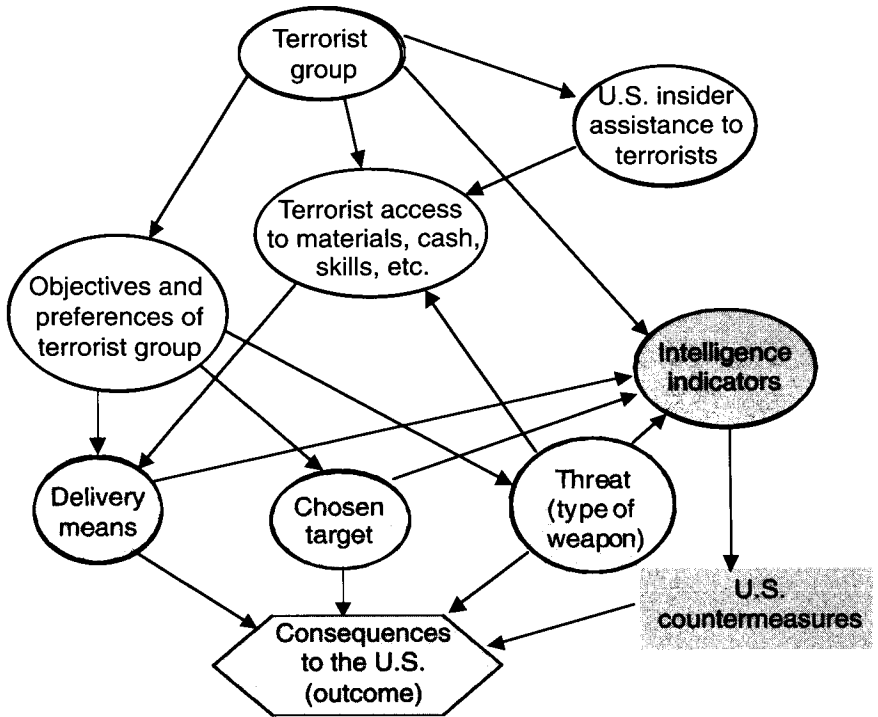 Terrorist
group
U.S. insider
assistance to
terrorists
Terrorist access
to materials, cash,
skills, etc.
Objectives and
preferences of
terrorist group
Intelligence
indicators
Delivery
means
Chosen
target
Threat
(type of
weapon)
U.S.
countermeasures
Consequences
to the U.S.
(outcome)